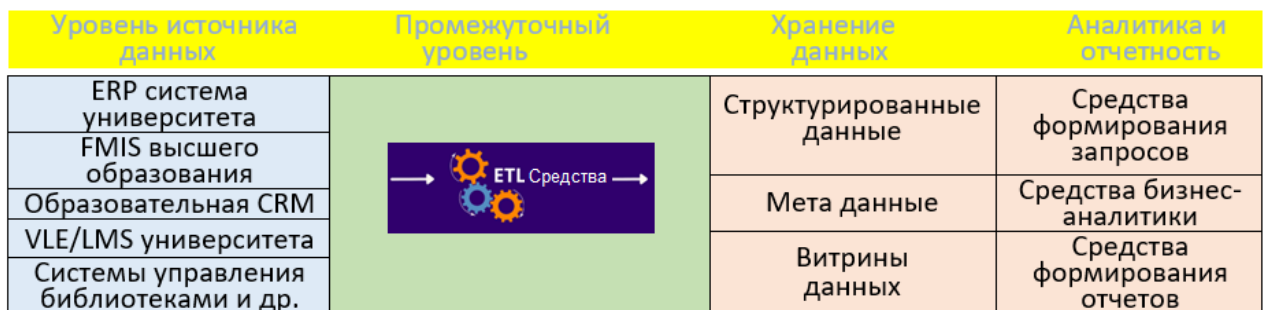 Уровень источника
данных
Промежуточный
уровень
Хранение
данных
Аналитика и
отчетность
ERP система
университета
FMIS высшего
образования
Образовательная CRM
VLE/LMS университета
Системы управления
библиотеками и др.
ETL Средства
Структурированные
данные
Мета данные
Витрины
данных
Средства
формирования
запросов
Средства бизнес-
аналитики
Средства
формирования
отчетов